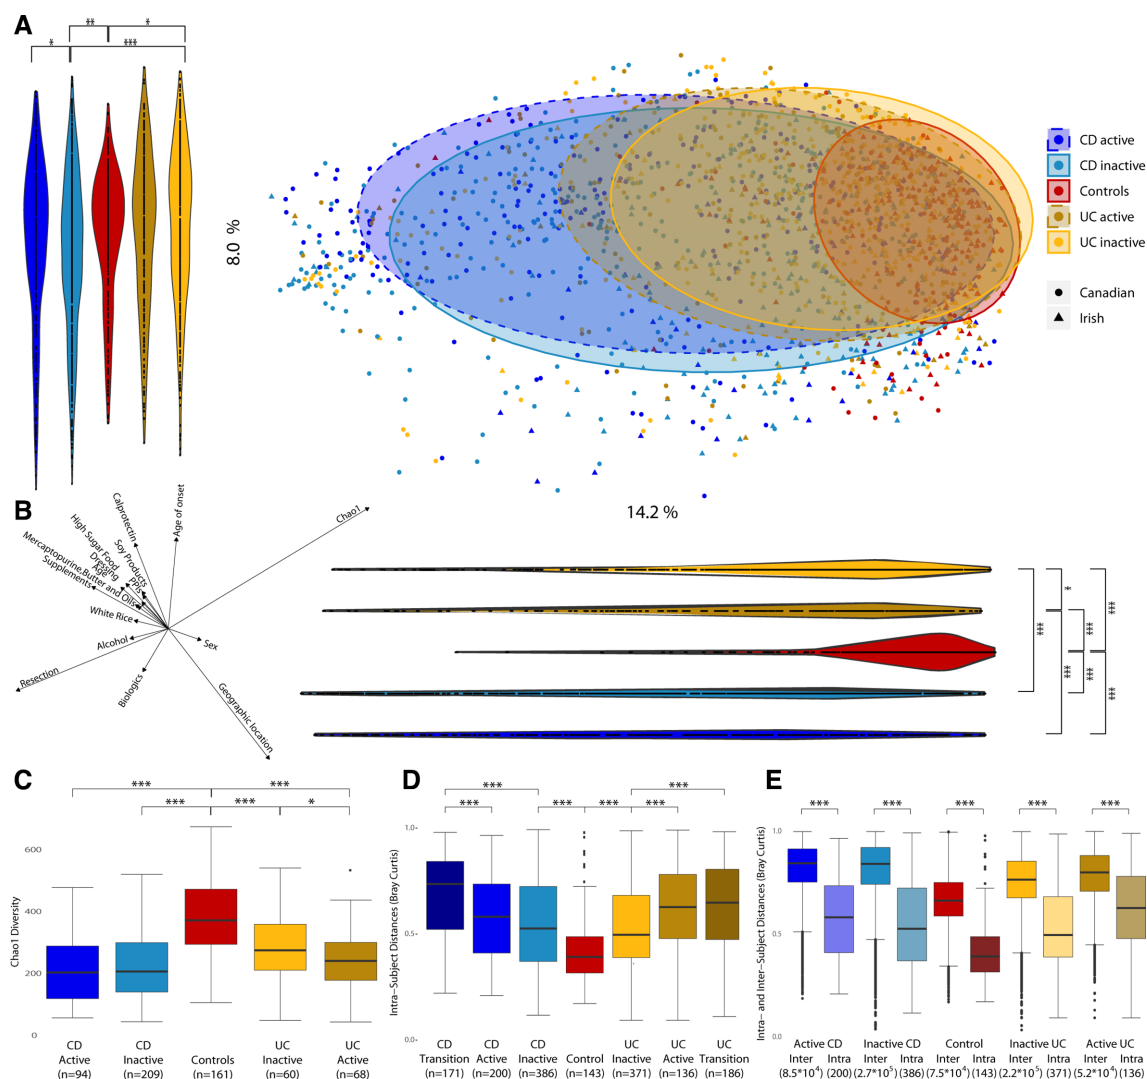 A
*
**
*
***
8.0 %
14.2 %
CD active
CD inactive
Controls
UC active
UC inactive
Canadian
Irish
B
Calprotectin
Age of onset
Chao1
High Sugar Food
Soy Products
Dressing
Age
Pils
Mercaptopurine
Butter and Oils
Supplements
White Rice
Alcohol
Resection
Biologics
Sex
Geographic location
*
***
***
***
***
***
***
C
***
***
***
***
*
Chao1 Diversity
600
400
200
0
CD
Active
(n=94)
CD
Inactive
(n=209)
Controls
(n=161)
UC
Inactive
(n=60)
UC
Active
(n=68)
D
***
***
***
***
***
***
Intra−Subject Distances (Bray Curtis)
1.0
0.5
0.0
CD
Transition
(n=171)
CD
Active
(n=200)
CD
Inactive
(n=386)
Control
(n=143)
UC
Inactive
(n=371)
UC
Active
(n=136)
UC
Transition
(n=186)
E
***
***
***
***
***
Intra− and Inter−Subject Distances (Bray Curtis)
1.0
0.5
0.0
Active CD
Inter Intra
(8.5*10⁴) (200)
Inactive CD
Inter Intra
(2.7*10⁵) (386)
Control
Inter Intra
(7.5*10⁴) (143)
Inactive UC
Inter Intra
(2.2*10⁵) (371)
Active UC
Inter Intra
(5.2*10⁴) (136)